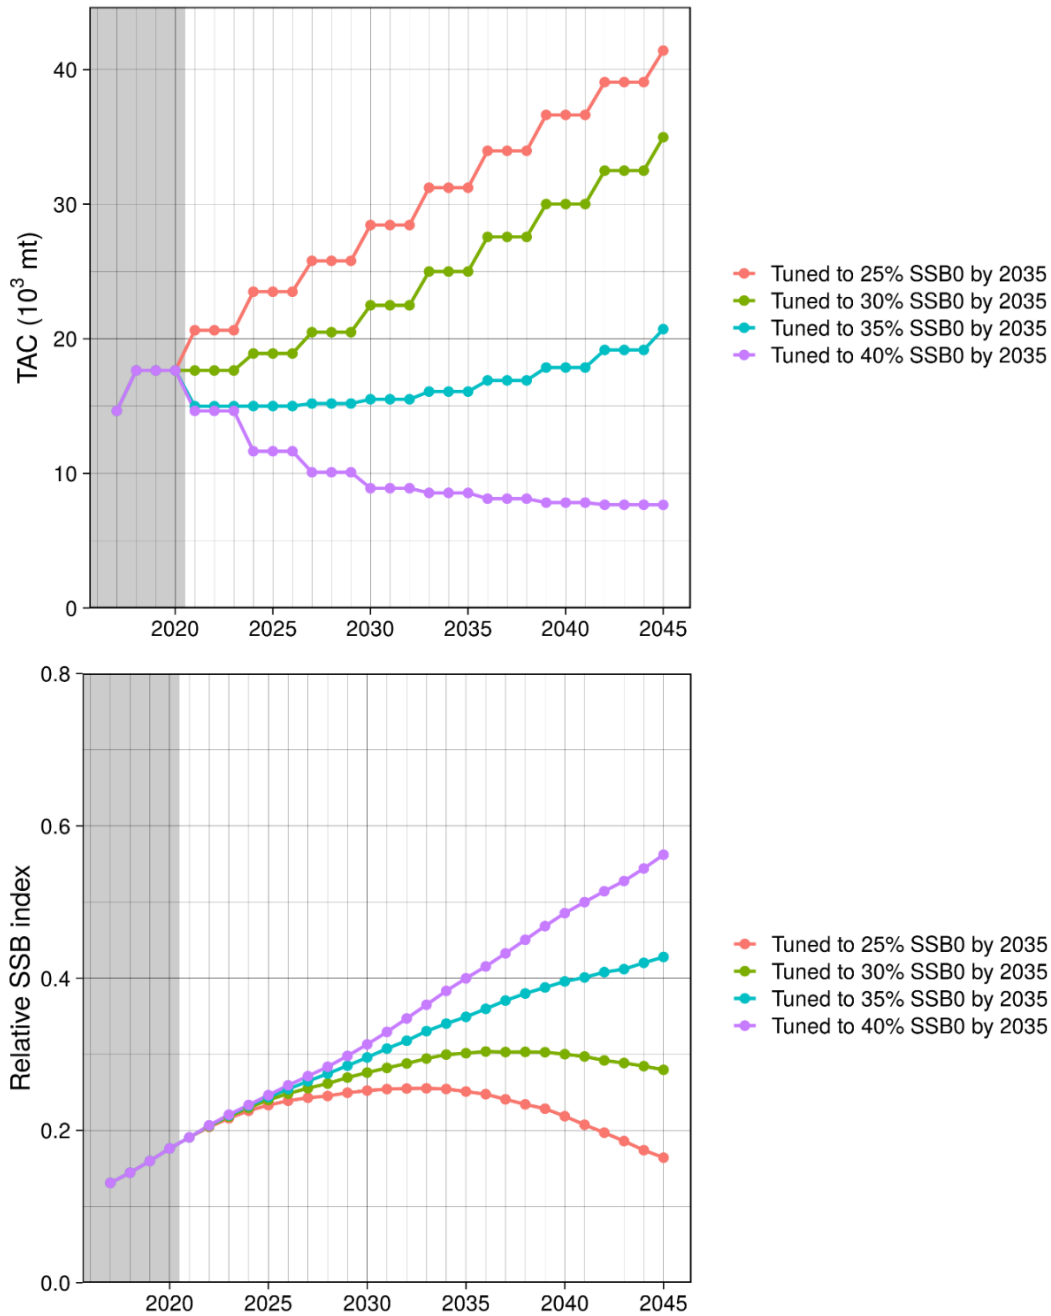 TAC (10³ mt)
40
30
20
10
0
2020 2025 2030 2035 2040 2045
Tuned to 25% SSB0 by 2035
Tuned to 30% SSB0 by 2035
Tuned to 35% SSB0 by 2035
Tuned to 40% SSB0 by 2035
Relative SSB index
0.8
0.6
0.4
0.2
0.0
2020 2025 2030 2035 2040 2045
Tuned to 25% SSB0 by 2035
Tuned to 30% SSB0 by 2035
Tuned to 35% SSB0 by 2035
Tuned to 40% SSB0 by 2035